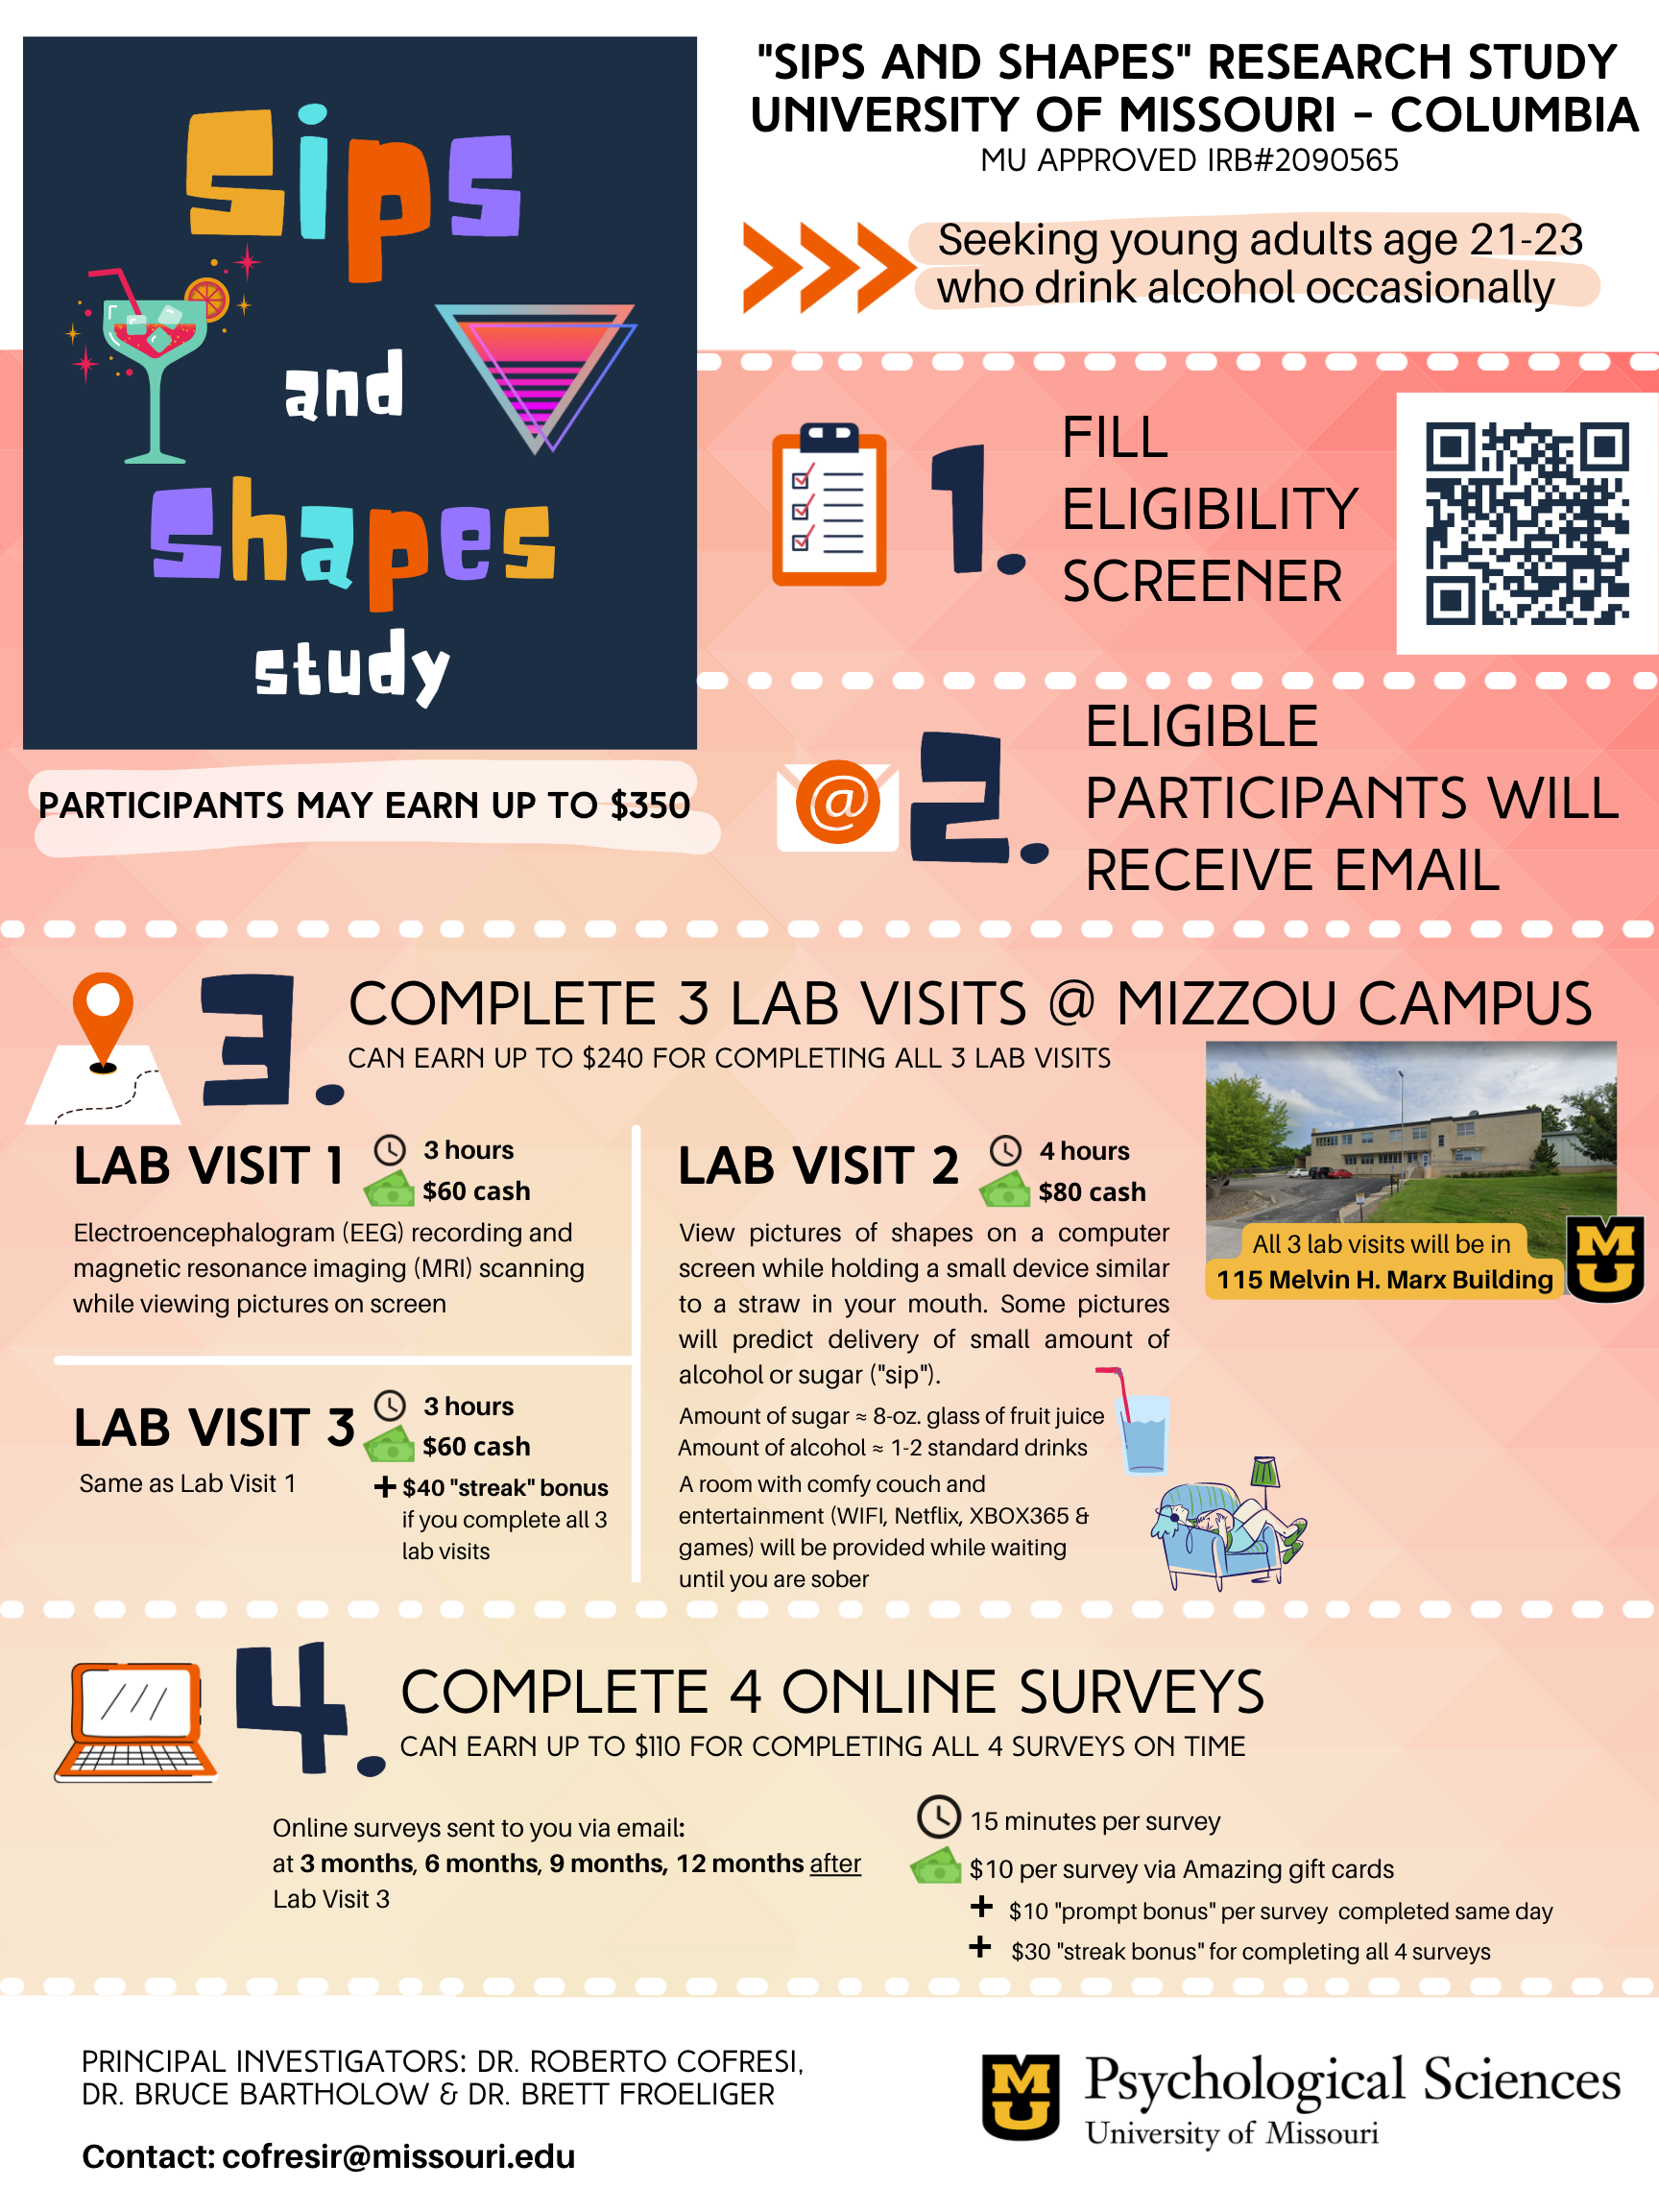 sips
and
shapes
study
"SIPS AND SHAPES" RESEARCH STUDY
UNIVERSITY OF MISSOURI - COLUMBIA
MU APPROVED IRB#2090565
Seeking young adults age 21-23
who drink alcohol occasionally
PARTICIPANTS MAY EARN UP TO $350
1.
FILL
ELIGIBILITY
SCREENER
@
2.
ELIGIBLE
PARTICIPANTS WILL
RECEIVE EMAIL
3.
COMPLETE 3 LAB VISITS @ MIZZOU CAMPUS
CAN EARN UP TO $240 FOR COMPLETING ALL 3 LAB VISITS
LAB VISIT 1
3 hours
$60 cash
Electroencephalogram (EEG) recording and
magnetic resonance imaging (MRI) scanning
while viewing pictures on screen
LAB VISIT 2
4 hours
$80 cash
View pictures of shapes on a computer
screen while holding a small device similar
to a straw in your mouth. Some pictures
will predict delivery of small amount of
alcohol or sugar ("sip").
Amount of sugar ≈ 8-oz. glass of fruit juice
Amount of alcohol ≈ 1-2 standard drinks
A room with comfy couch and
entertainment (WIFI, Netflix, XBOX365 &
games) will be provided while waiting
until you are sober
All 3 lab visits will be in
115 Melvin H. Marx Building
MU
LAB VISIT 3
3 hours
$60 cash
Same as Lab Visit 1
+ $40 "streak" bonus
if you complete all 3
lab visits
4.
COMPLETE 4 ONLINE SURVEYS
CAN EARN UP TO $110 FOR COMPLETING ALL 4 SURVEYS ON TIME
Online surveys sent to you via email:
at 3 months, 6 months, 9 months, 12 months after
Lab Visit 3
15 minutes per survey
$10 per survey via Amazing gift cards
+ $10 "prompt bonus" per survey completed same day
+ $30 "streak bonus" for completing all 4 surveys
PRINCIPAL INVESTIGATORS: DR. ROBERTO COFRESI,
DR. BRUCE BARTHOLOW & DR. BRETT FROELIGER
Contact: cofresir@missouri.edu
MU
Psychological Sciences
University of Missouri